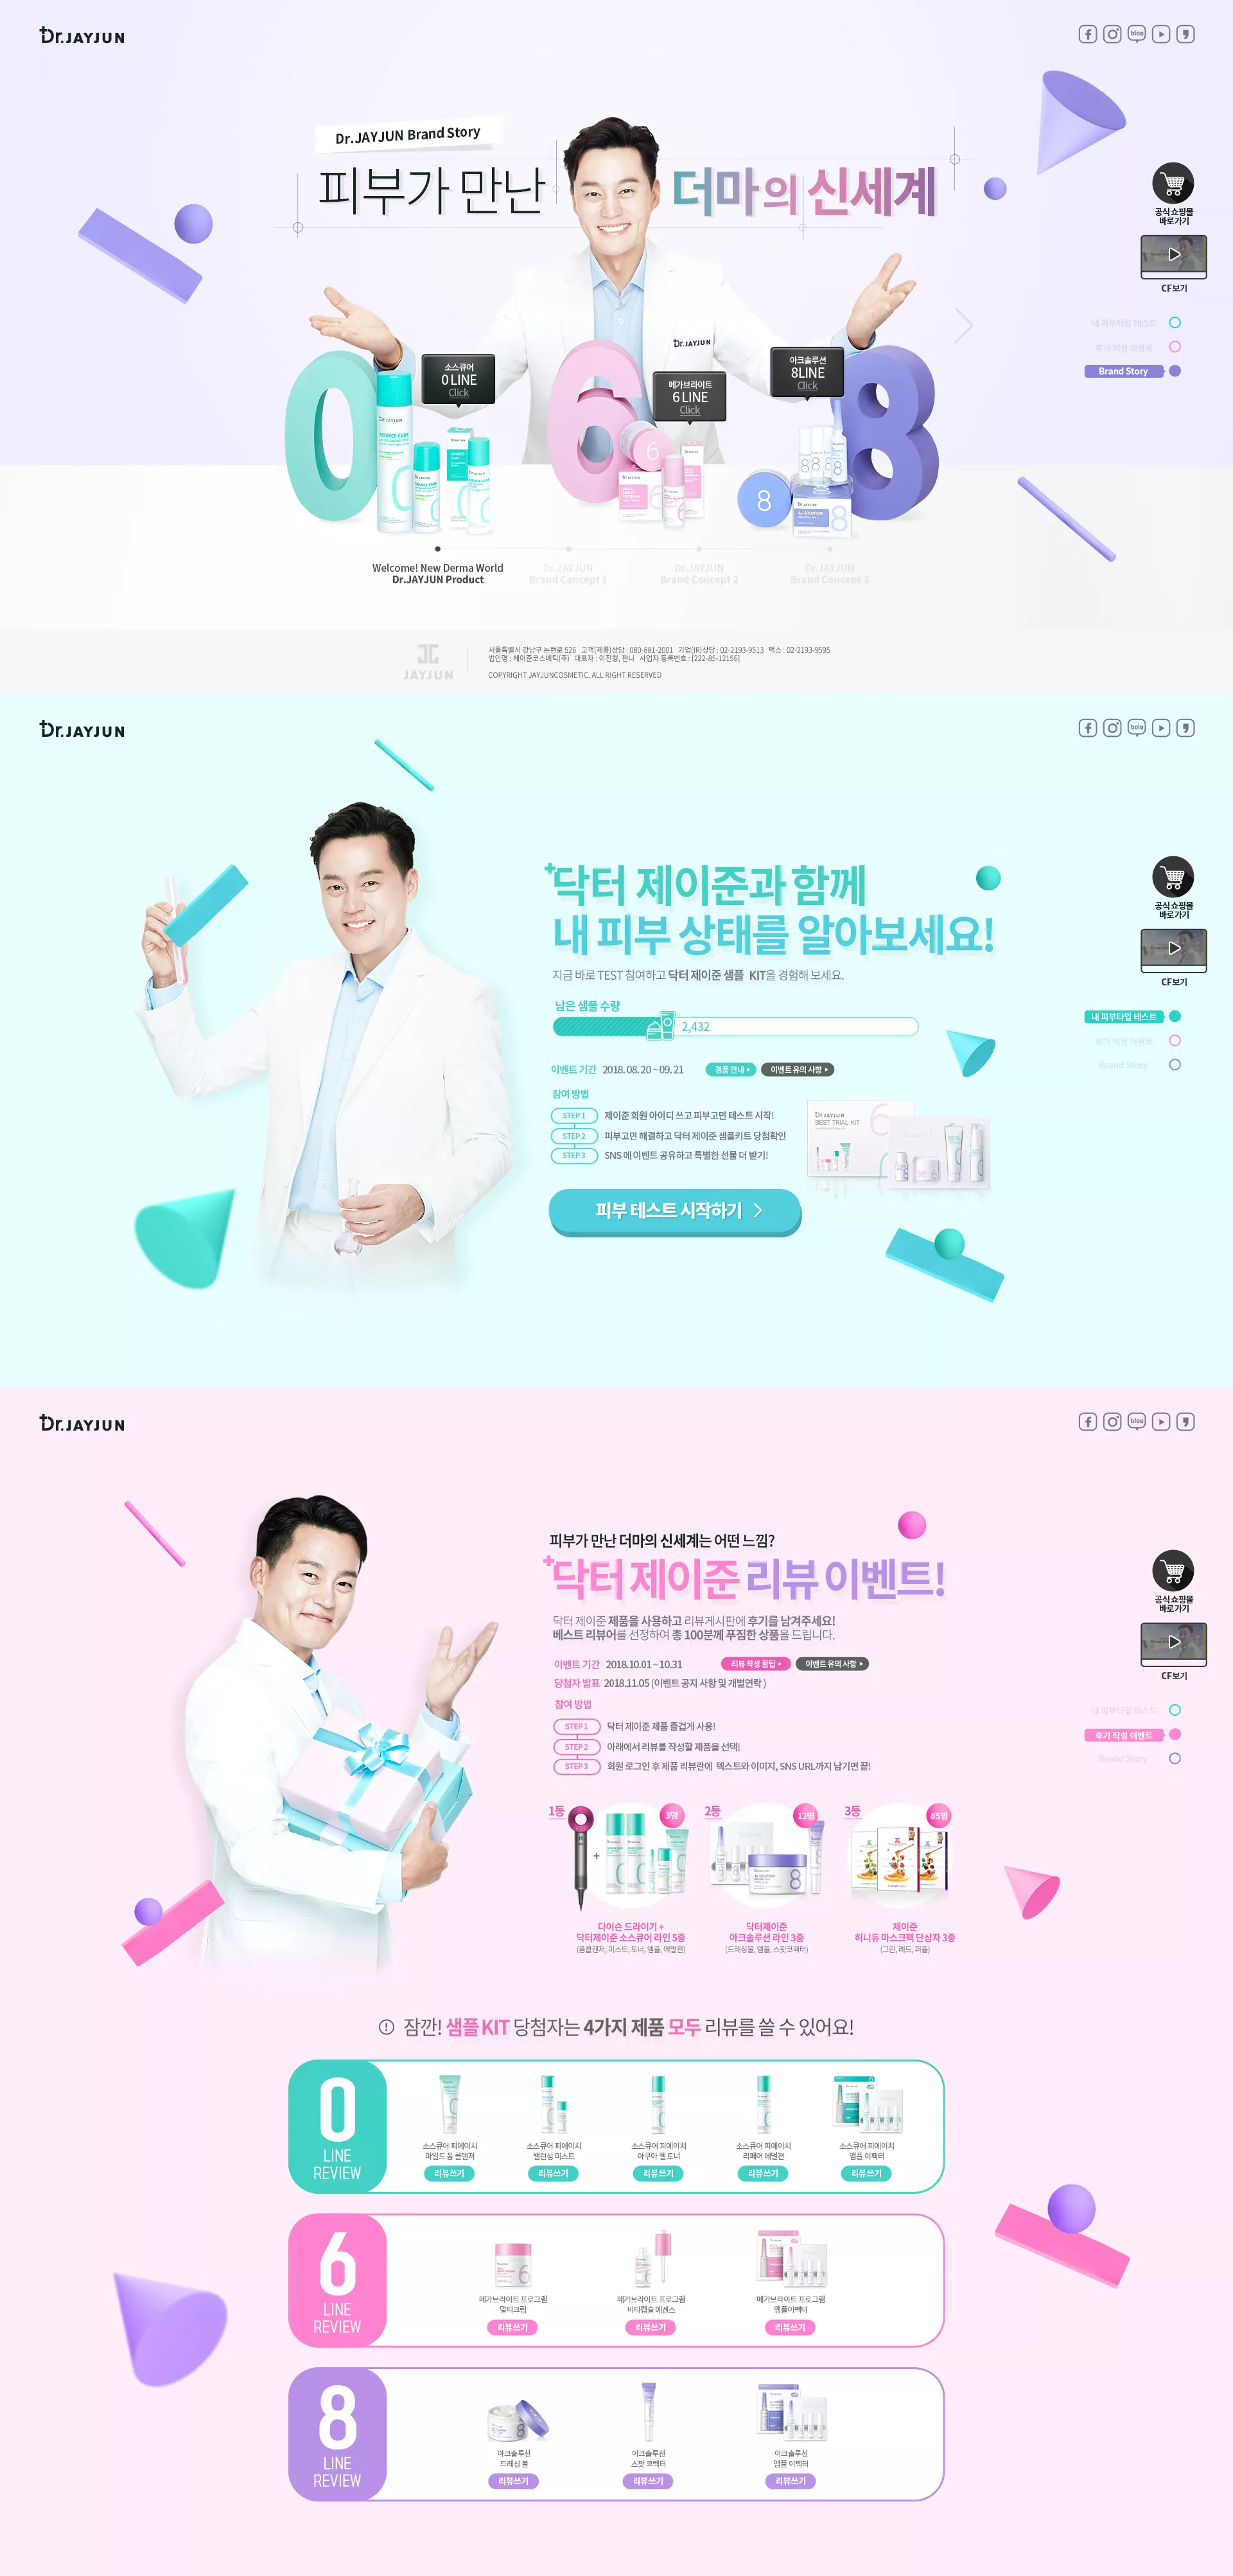 Dr.JAYJUN
blog
Dr.JAYJUN Brand Story
피부가 만난 더마의 신세계
공식 쇼핑몰
바로가기
CF보기
내 피부타입 테스트
후기 작성 이벤트
Brand Story
Dr.JAYJUN
소스큐어
0 LINE
Click
메가브라이트
6 LINE
Click
아크솔루션
8LINE
Click
0
6
8
Dr.JAYJUN
SOURCE CURE
6
8
Welcome! New Derma World
Dr.JAYJUN Product
Dr.JAYJUN
Brand Concept 1
Dr.JAYJUN
Brand Concept 2
Dr.JAYJUN
Brand Concept 3
JAYJUN
서울특별시 강남구 논현로 526 고객(제품)상담 : 080-881-2001 기업(IR)상담 : 02-2193-9513 팩스 : 02-2193-9595
법인명 : 제이준코스메틱(주) 대표자 : 이진형, 판나 사업자 등록번호 : [222-85-12156]
COPYRIGHT JAYJUNCOSMETIC. ALL RIGHT RESERVED
Dr.JAYJUN
bolg
닥터 제이준과 함께
내 피부 상태를 알아보세요!
지금 바로 TEST 참여하고 닥터 제이준 샘플 KIT을 경험해 보세요.
남은 샘플 수량
2,432
이벤트 기간 2018. 08. 20 ~ 09. 21 경품 안내 이벤트 유의 사항
참여 방법
STEP 1 제이준 회원 아이디 쓰고 피부고민 테스트 시작!
STEP 2 피부고민 해결하고 닥터 제이준 샘플키트 당첨확인
STEP 3 SNS 에 이벤트 공유하고 특별한 선물 더 받기!
Dr.JAYJUN
BEST TRIAL KIT
피부 테스트 시작하기
공식 쇼핑몰
바로가기
CF보기
내 피부타입 테스트
후기 작성 이벤트
Brand Story
Dr.JAYJUN
blog
피부가 만난 더마의 신세계는 어떤 느낌?
닥터 제이준 리뷰 이벤트!
닥터 제이준 제품을 사용하고 리뷰게시판에 후기를 남겨주세요!
베스트 리뷰어를 선정하여 총 100분께 푸짐한 상품을 드립니다.
이벤트 기간 2018.10.01 ~ 10.31 리뷰 작성 꿀팁 이벤트 유의 사항
당첨자 발표 2018.11.05 (이벤트 공지 사항 및 개별연락 )
참여 방법
STEP 1 닥터 제이준 제품 즐겁게 사용!
STEP 2 아래에서 리뷰를 작성할 제품을 선택!
STEP 3 회원 로그인 후 제품 리뷰란에 텍스트와 이미지, SNS URL까지 남기면 끝!
공식 쇼핑몰
바로가기
CF보기
내 피부타입 테스트
후기 작성 이벤트
Brand Story
1등 3명 2등 12명 3등 85명
다이슨 드라이기 +
닥터제이준 소스큐어 라인 5종
(폼클렌저, 미스트, 토너, 앰플, 에멀젼)
닥터제이준
아크솔루션 라인 3종
(드레싱볼, 앰플, 스팟코렉터)
제이준
허니듀 마스크팩 단상자 3종
(그린, 레드, 퍼플)
잠깐! 샘플 KIT 당첨자는 4가지 제품 모두 리뷰를 쓸 수 있어요!
0
LINE
REVIEW
소스큐어 피에이치
마일드 폼 클렌저
리뷰쓰기
소스큐어 피에이치
밸런싱 미스트
리뷰쓰기
소스큐어 피에이치
아쿠아 젤 토너
리뷰쓰기
소스큐어 피에이치
리페어 에멀젼
리뷰쓰기
소스큐어 피에이치
앰플 이펙터
리뷰쓰기
6
LINE
REVIEW
메가브라이트 프로그램
멀티크림
리뷰쓰기
메가브라이트 프로그램
비타캡슐 에센스
리뷰쓰기
메가브라이트 프로그램
앰플이펙터
리뷰쓰기
8
LINE
REVIEW
아크솔루션
드레싱 볼
리뷰쓰기
아크솔루션
스팟 코렉터
리뷰쓰기
아크솔루션
앰플 이펙터
리뷰쓰기